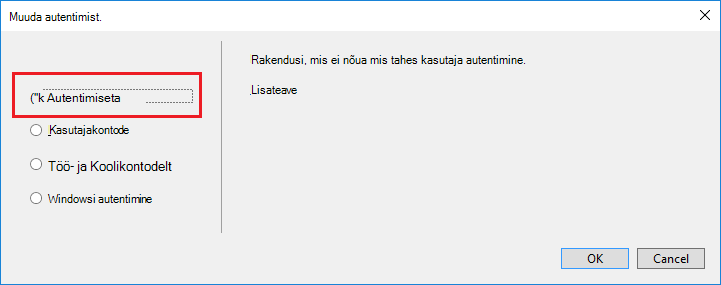 Muuda autentimist.
Rakendusi, mis ei nõua mis tahes kasutaja autentimine.
("k Autentimiseta
Lisateave
Kasutajakontode
Töö- ja Koolikontodelt
Windowsi autentimine
OK
Cancel